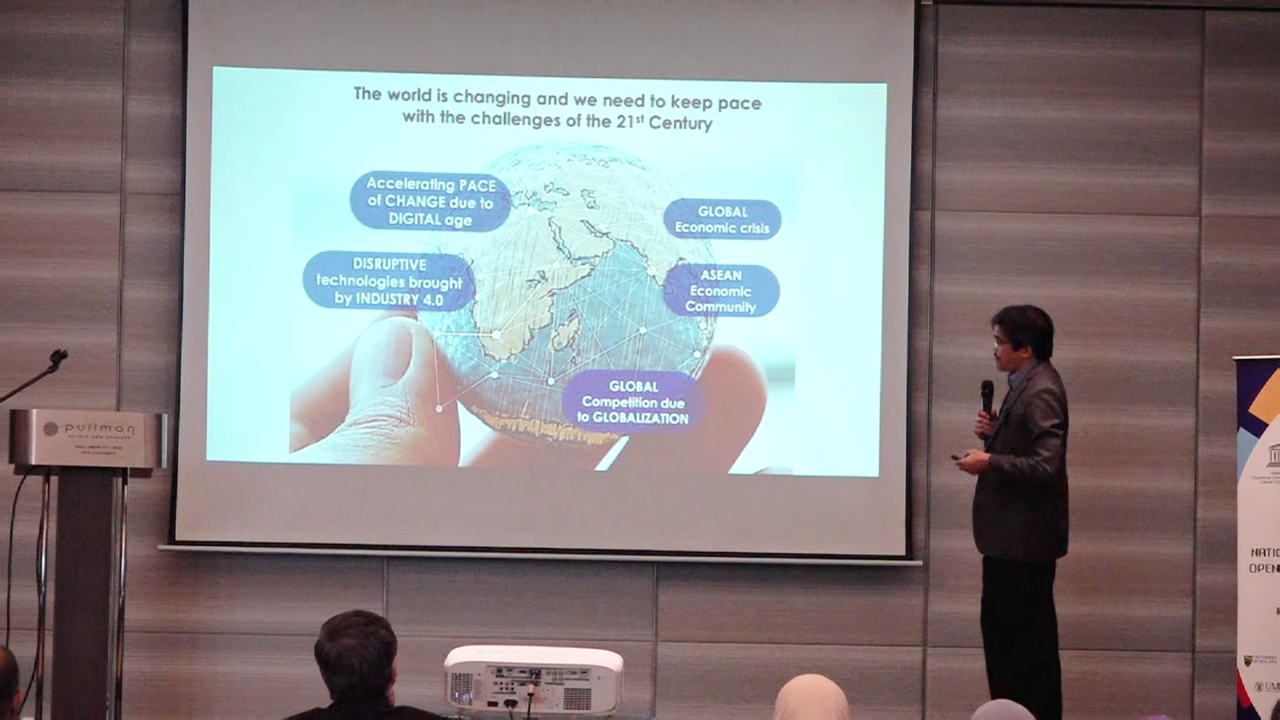 The world is changing and we need to keep pace
with the challenges of the 21st Century
Accelerating PACE
of CHANGE due to
DIGITAL age
GLOBAL
Economic crisis
DISRUPTIVE
technologies brought
by INDUSTRY 4.0
ASEAN
Economic
Community
GLOBAL
Competition due
to GLOBALIZATION
pullman
NATIO
OPEN